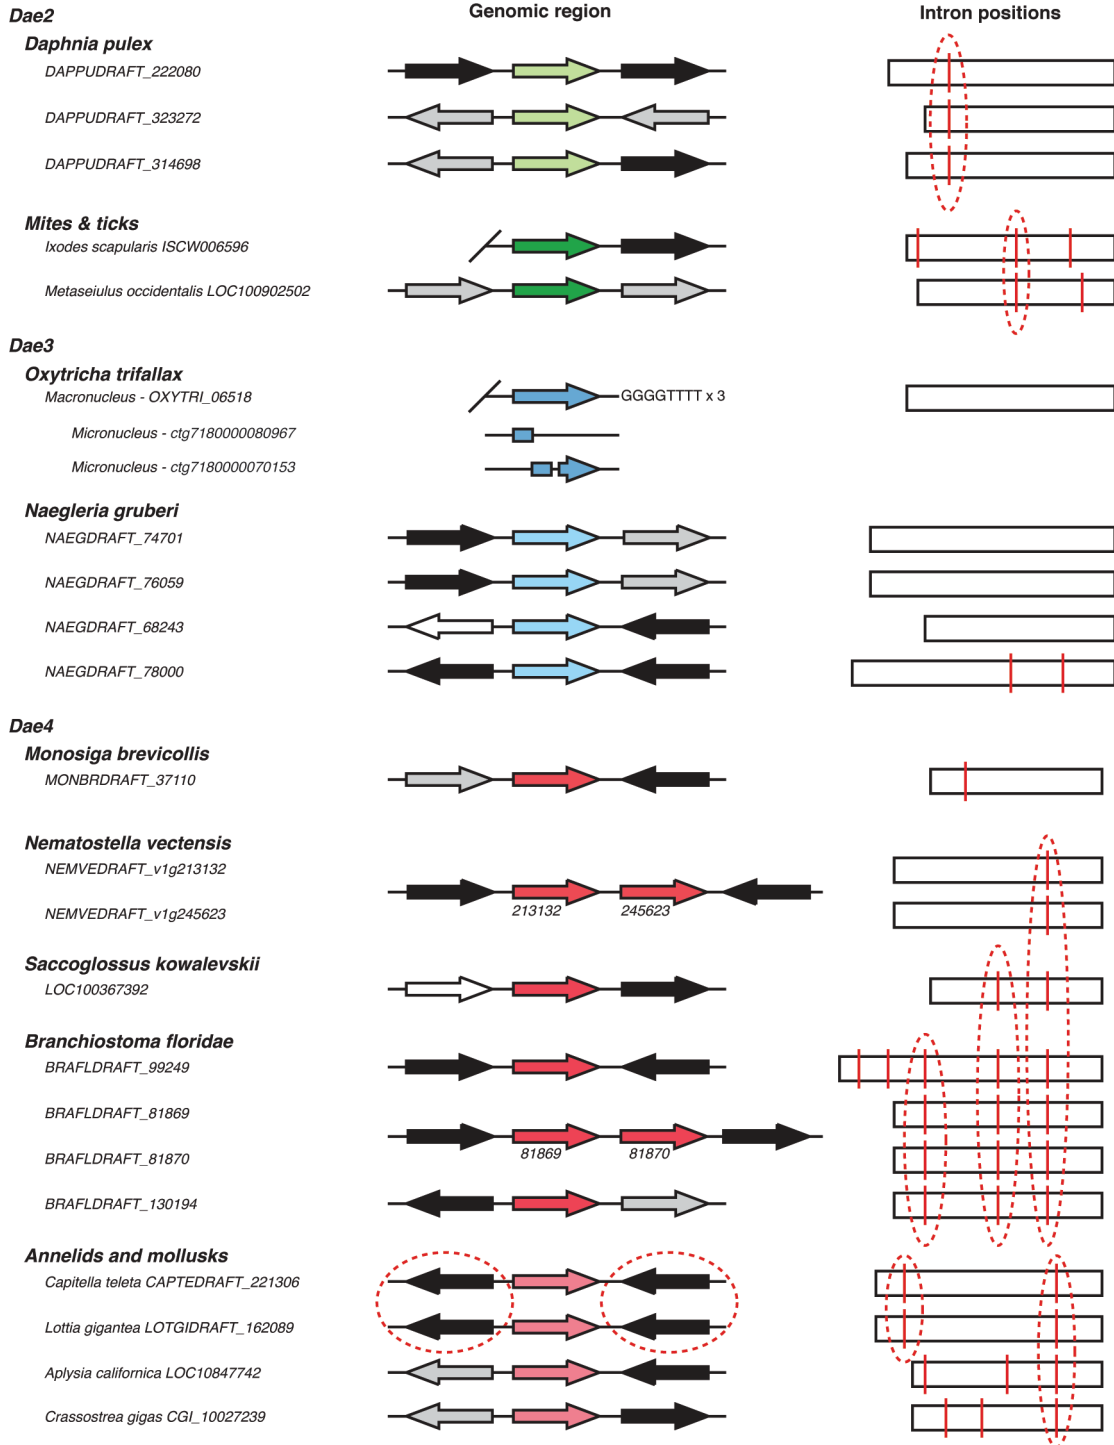 Dae2
Genomic region
Intron positions
Daphnia pulex
DAPPUDRAFT_222080
DAPPUDRAFT_323272
DAPPUDRAFT_314698
Mites & ticks
Ixodes scapularis ISCW006596
Metaseiulus occidentalis LOC100902502
Dae3
Oxytricha trifallax
Macronucleus - OXYTRI_06518
GGGGTTTT x 3
Micronucleus - ctg7180000080967
Micronucleus - ctg7180000070153
Naegleria gruberi
NAEGDRAFT_74701
NAEGDRAFT_76059
NAEGDRAFT_68243
NAEGDRAFT_78000
Dae4
Monosiga brevicollis
MONBRDRAFT_37110
Nematostella vectensis
NEMVEDRAFT_v1g213132
NEMVEDRAFT_v1g245623
213132
245623
Saccoglossus kowalevskii
LOC100367392
Branchiostoma floridae
BRAFLDRAFT_99249
BRAFLDRAFT_81869
81869
81870
BRAFLDRAFT_81870
BRAFLDRAFT_130194
Annelids and mollusks
Capitella teleta CAPTEDRAFT_221306
Lottia gigantea LOTGIDRAFT_162089
Aplysia californica LOC10847742
Crassostrea gigas CGI_10027239